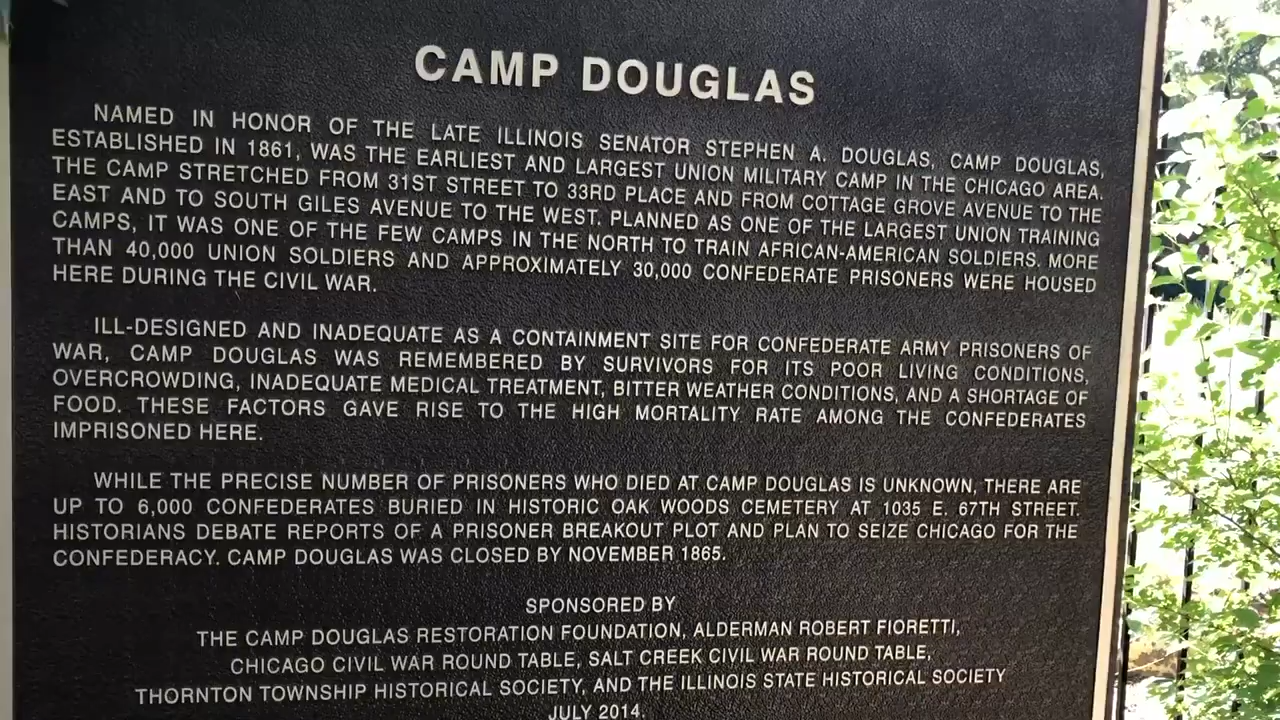 CAMP DOUGLAS
NAMED IN HONOR OF THE LATE ILLINOIS SENATOR STEPHEN A. DOUGLAS, CAMP DOUGLAS,
ESTABLISHED IN 1861, WAS THE EARLIEST AND LARGEST UNION MILITARY CAMP IN THE CHICAGO AREA.
THE CAMP STRETCHED FROM 31ST STREET TO 33RD PLACE AND FROM COTTAGE GROVE AVENUE TO THE
EAST AND TO SOUTH GILES AVENUE TO THE WEST. PLANNED AS ONE OF THE LARGEST UNION TRAINING
CAMPS, IT WAS ONE OF THE FEW CAMPS IN THE NORTH TO TRAIN AFRICAN-AMERICAN SOLDIERS. MORE
THAN 40,000 UNION SOLDIERS AND APPROXIMATELY 30,000 CONFEDERATE PRISONERS WERE HOUSED
HERE DURING THE CIVIL WAR.
ILL-DESIGNED AND INADEQUATE AS A CONTAINMENT SITE FOR CONFEDERATE ARMY PRISONERS OF
WAR, CAMP DOUGLAS WAS REMEMBERED BY SURVIVORS FOR ITS POOR LIVING CONDITIONS,
OVERCROWDING, INADEQUATE MEDICAL TREATMENT, BITTER WEATHER CONDITIONS, AND A SHORTAGE OF
FOOD. THESE FACTORS GAVE RISE TO THE HIGH MORTALITY RATE AMONG THE CONFEDERATES
IMPRISONED HERE.
WHILE THE PRECISE NUMBER OF PRISONERS WHO DIED AT CAMP DOUGLAS IS UNKNOWN, THERE ARE
UP TO 6,000 CONFEDERATES BURIED IN HISTORIC OAK WOODS CEMETERY AT 1035 E. 67TH STREET.
HISTORIANS DEBATE REPORTS OF A PRISONER BREAKOUT PLOT AND PLAN TO SEIZE CHICAGO FOR THE
CONFEDERACY. CAMP DOUGLAS WAS CLOSED BY NOVEMBER 1865.
SPONSORED BY
THE CAMP DOUGLAS RESTORATION FOUNDATION, ALDERMAN ROBERT FIORETTI,
CHICAGO CIVIL WAR ROUND TABLE, SALT CREEK CIVIL WAR ROUND TABLE,
THORNTON TOWNSHIP HISTORICAL SOCIETY, AND THE ILLINOIS STATE HISTORICAL SOCIETY
JULY 2014.